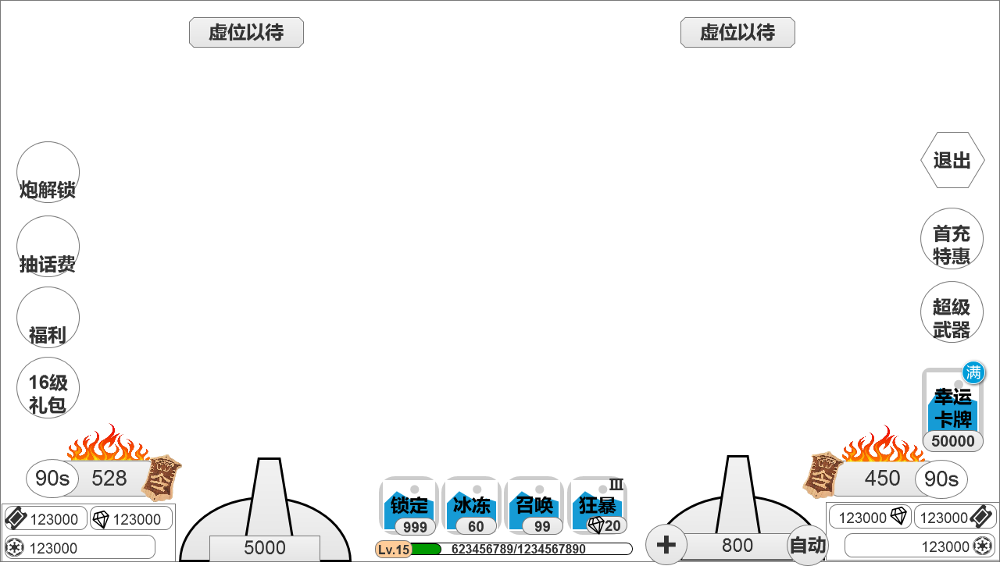 虚位以待
虚位以待
炮解锁
抽话费
福利
16级
礼包
退出
首充
特惠
超级
武器
满
幸运
卡牌
50000
90s
528
5000
锁定
999
冰冻
60
召唤
99
III
狂暴
20
Lv.15
623456789/1234567890
450
90s
800
+
自动
123000
123000
123000
123000
123000
123000